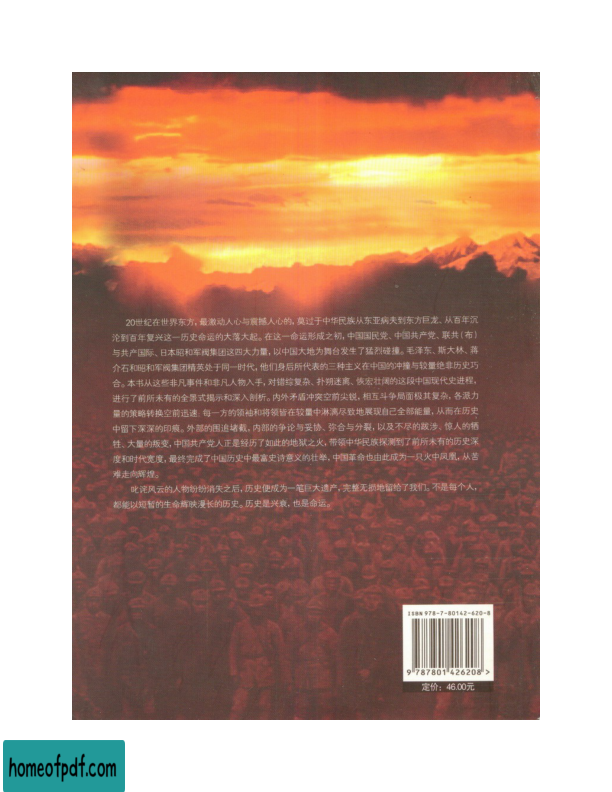 20世纪在世界东方，最激动人心与震撼人心的，莫过于中华民族从东亚病夫到东方巨龙、从百年沉
沦到百年复兴这一历史命运的大落大起。在这一命运形成之初，中国国民党、中国共产党、联共（布）
与共产国际、日本昭和军阀集团这四大力量，以中国大地为舞台发生了猛烈碰撞。毛泽东、斯大林、蒋
介石和昭和军阀集团精英处于同一时代，他们身后所代表的三种主义在中国的冲撞与较量绝非历史巧
合。本书从这些非凡事件和非凡人物入手，对错综复杂、扑朔迷离、恢宏壮阔的这段中国现代史进程，
进行了前所未有的全景式揭示和深入剖析。内外矛盾冲突空前尖锐，相互斗争局面极其复杂，各派力
量的策略转换空前迅速。每一方的领袖和将领皆在较量中淋漓尽致地展现自己全部能量，从而在历史
中留下深深的印痕。外部的围追堵截，内部的争论与妥协、弥合与分裂，以及不尽的跋涉、惊人的牺
牲、大量的叛变，中国共产党人正是经历了如此的地狱之火，带领中华民族探测到了前所未有的历史深
度和时代宽度，最终完成了中国历史中最富史诗意义的壮举，中国革命也由此成为一只火中凤凰，从苦
难走向辉煌。
叱咤风云的人物纷纷消失之后，历史便成为一笔巨大遗产，完整无损地留给了我们。不是每个人，
都能以短暂的生命辉映漫长的历史。历史是兴衰，也是命运。
ISBN 978-7-80142-620-8
9 787801 426208 >
定价：46.00元
homeofpdf.com